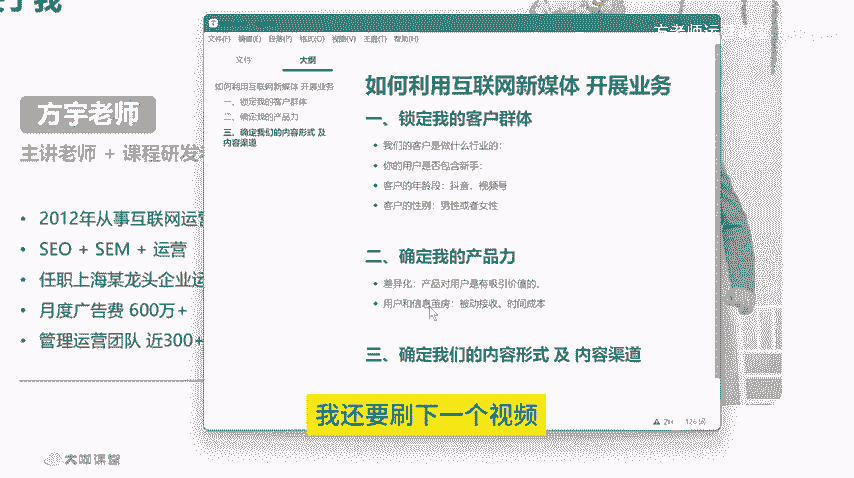 方宇老师
主讲老师 + 课程研发
• 2012年从事互联网运营
• SEO + SEM + 运营
• 任职上海某龙头企业运
• 月度广告费 600万+
• 管理运营团队 近300+
大咖课堂
文件(F) 编辑(E) 段落(P) 格式(O) 视图(V) 主题(T) 帮助(H)
文件 大纲
如何利用互联网新媒体 开展业务
一、锁定我的客户群体
二、确定我的产品力
三、确定我们的内容形式 及
内容渠道
如何利用互联网新媒体 开展业务
一、锁定我的客户群体
• 我们的客户是做什么行业的：
• 你的用户是否包含新手：
• 客户的年龄段：抖音、视频号
• 客户的性别：男性或者女性
二、确定我的产品力
• 差异化：产品对用户是有吸引价值的。
• 用户和信息茧房：被动接收。时间成本
三、确定我们的内容形式 及 内容渠道
我还要刷下一个视频